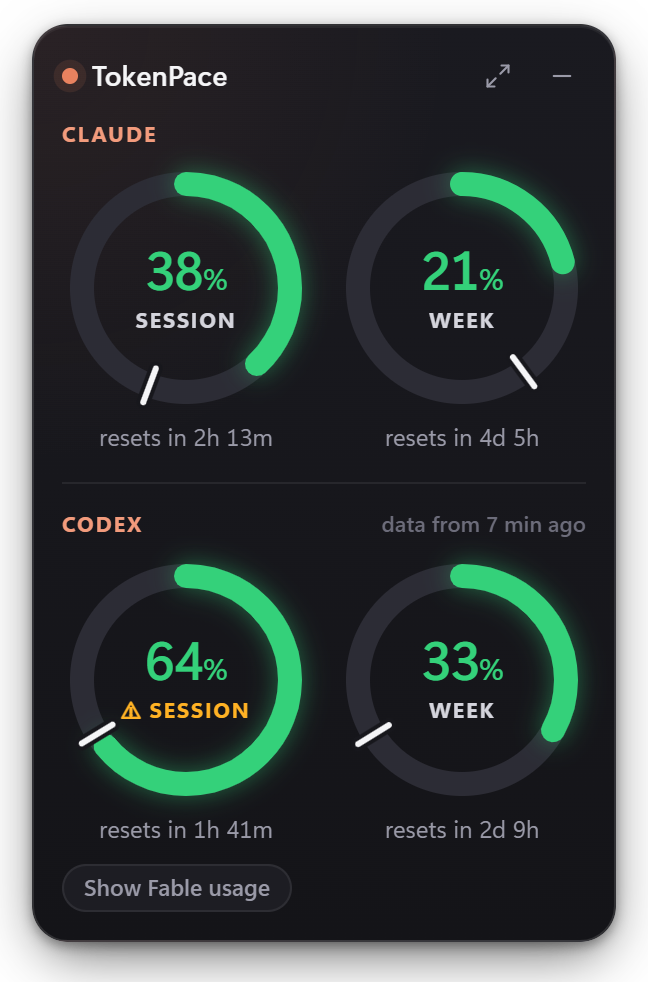 TokenPace
CLAUDE
38%
SESSION
21%
WEEK
resets in 2h 13m
resets in 4d 5h
CODEX
data from 7 min ago
64%
⚠ SESSION
33%
WEEK
resets in 1h 41m
resets in 2d 9h
Show Fable usage